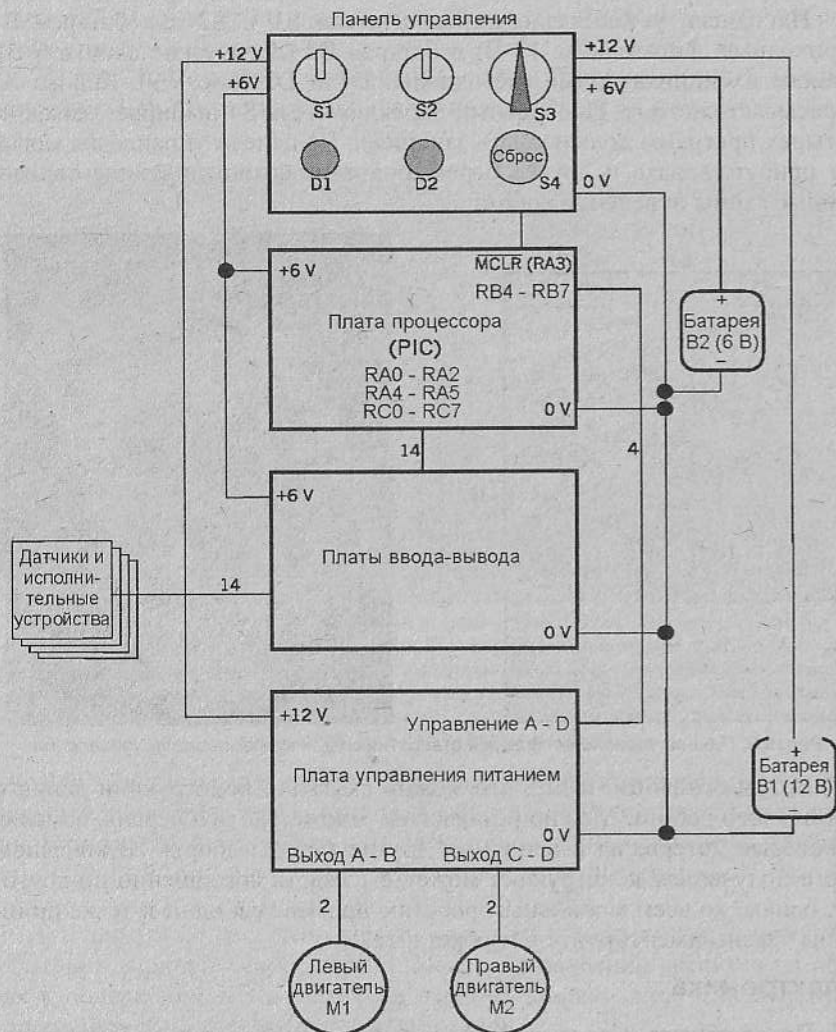 Панель управления
+12 V
+6V
S1
S2
S3
D1
D2
Сброс
S4
+12 V
+ 6V
0 V
+6 V
MCLR (RA3)
RB4 - RB7
Плата процессора
(PIC)
RA0 - RA2
RA4 - RA5
RC0 - RC7
0 V
+
Батарея
B2 (6 В)
–
14
4
+6 V
Платы ввода-вывода
0 V
Датчики и
исполни-
тельные
устройства
14
+12 V
Управление A - D
Плата управления питанием
0 V
Выход A - B
Выход C - D
+
Батарея
B1 (12 В)
–
2
2
Левый
двигатель
M1
Правый
двигатель
M2